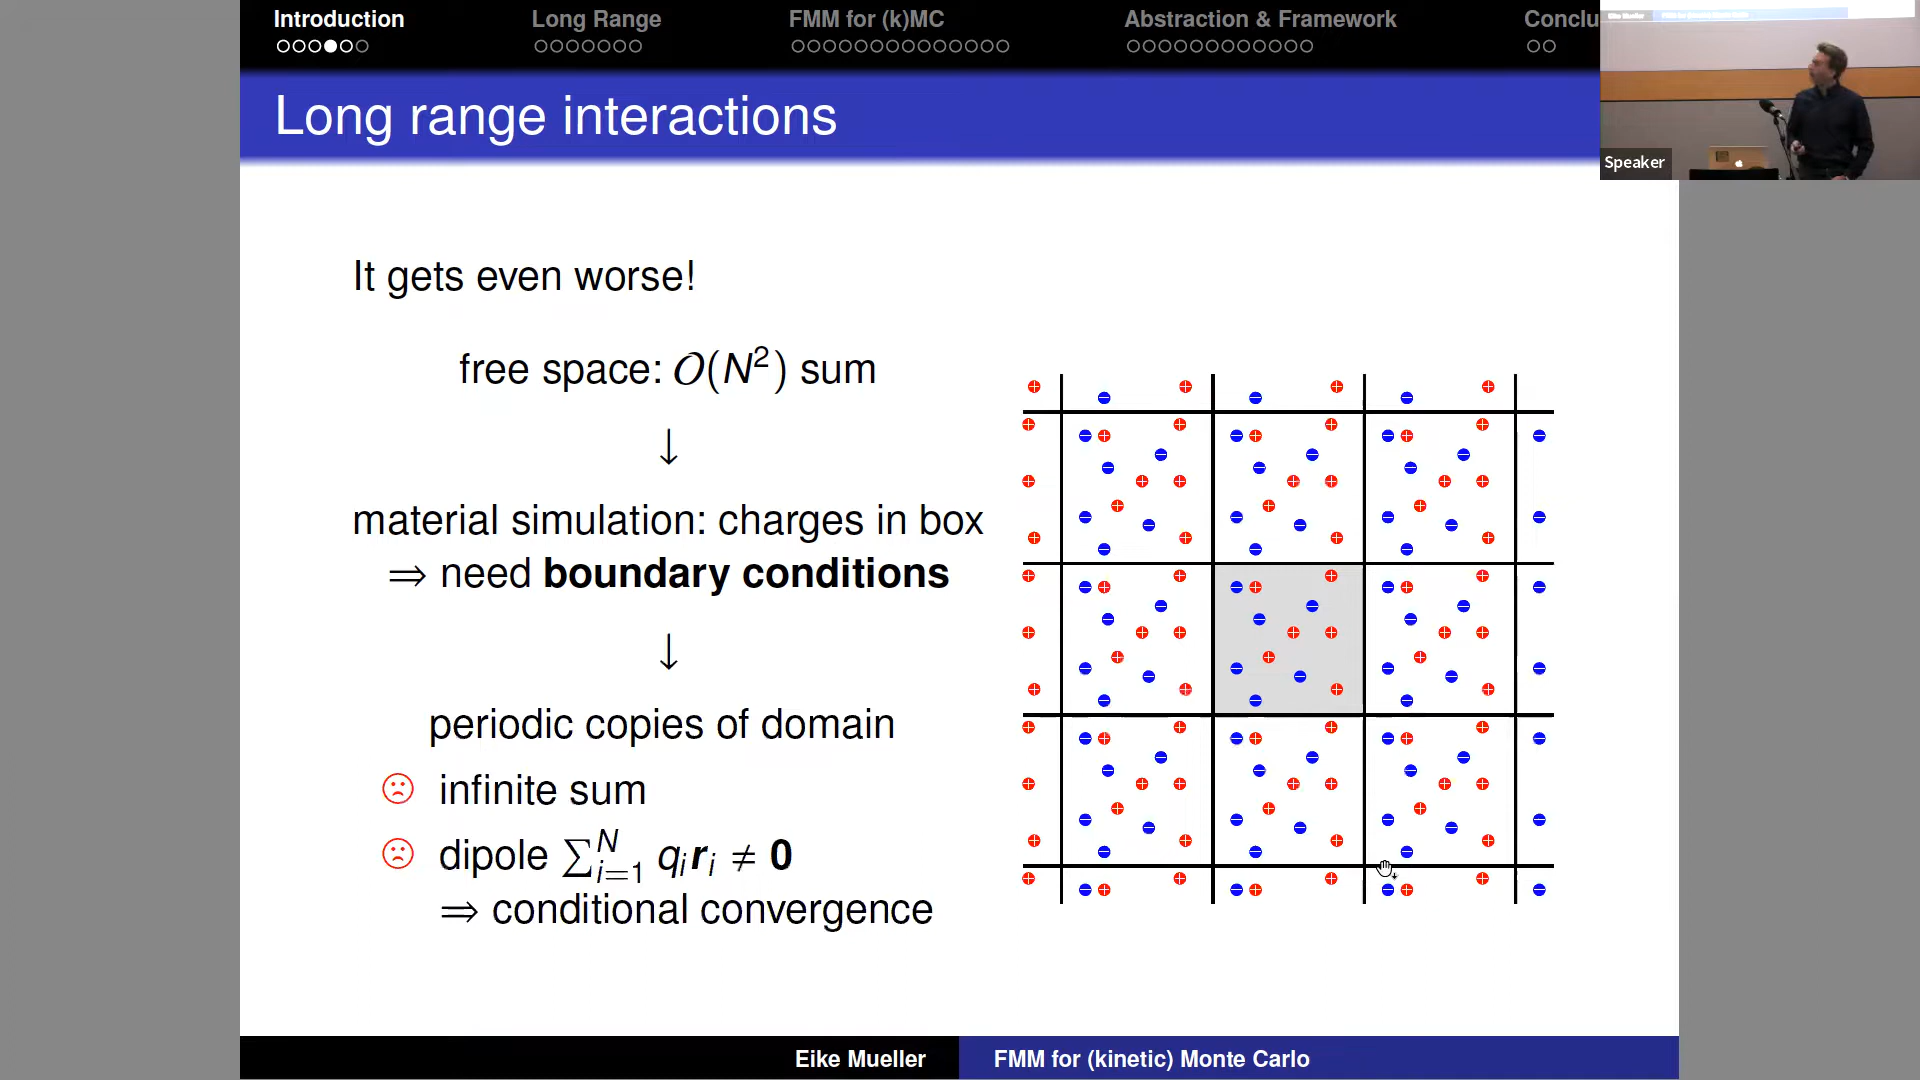 Introduction Long Range FMM for (k)MC Abstraction & Framework Conclu
Long range interactions
Speaker
It gets even worse!
free space: O(N²) sum
↓
material simulation: charges in box
⇒ need boundary conditions
↓
periodic copies of domain
infinite sum
dipole ∑ᵢ₌₁ᴺ qᵢrᵢ ≠ 0
⇒ conditional convergence
Eike Mueller FMM for (kinetic) Monte Carlo